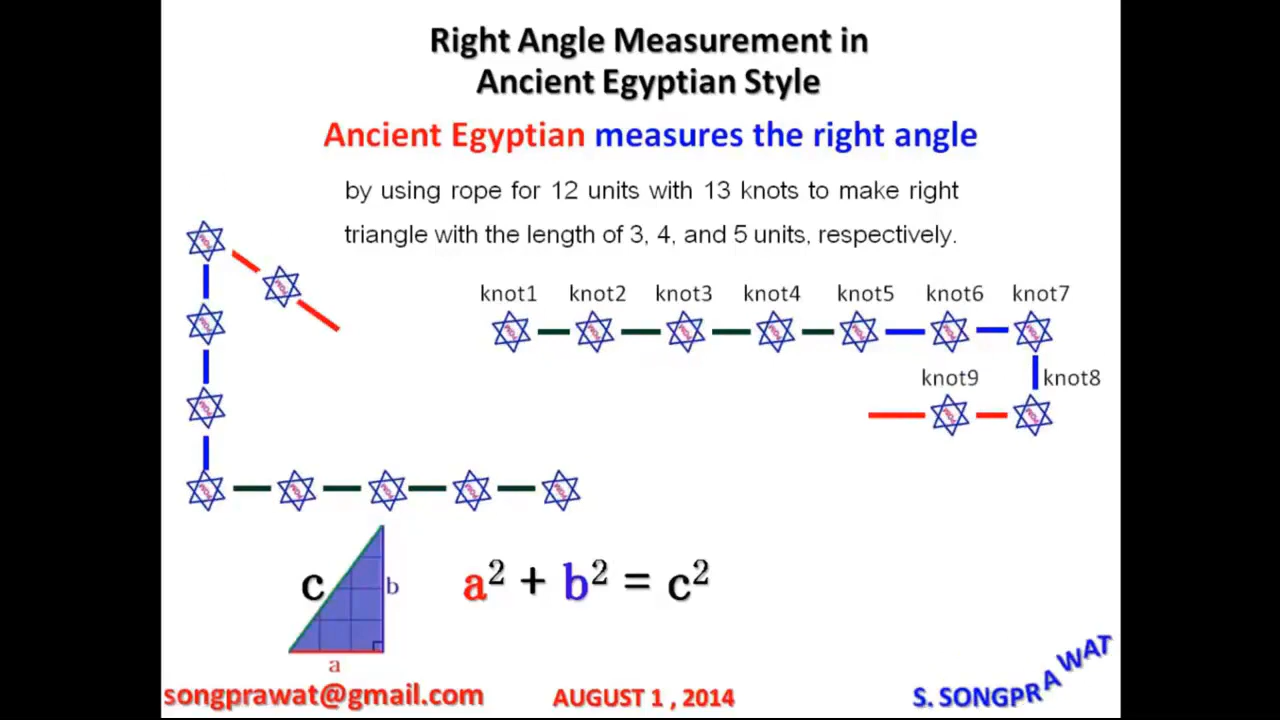 Right Angle Measurement in
Ancient Egyptian Style
Ancient Egyptian measures the right angle
by using rope for 12 units with 13 knots to make right
triangle with the length of 3, 4, and 5 units, respectively.
knot1 knot2 knot3 knot4 knot5 knot6 knot7
knot9 knot8
c b
a² + b² = c²
a
songprawat@gmail.com AUGUST 1 , 2014 S. SONGPRAWAT